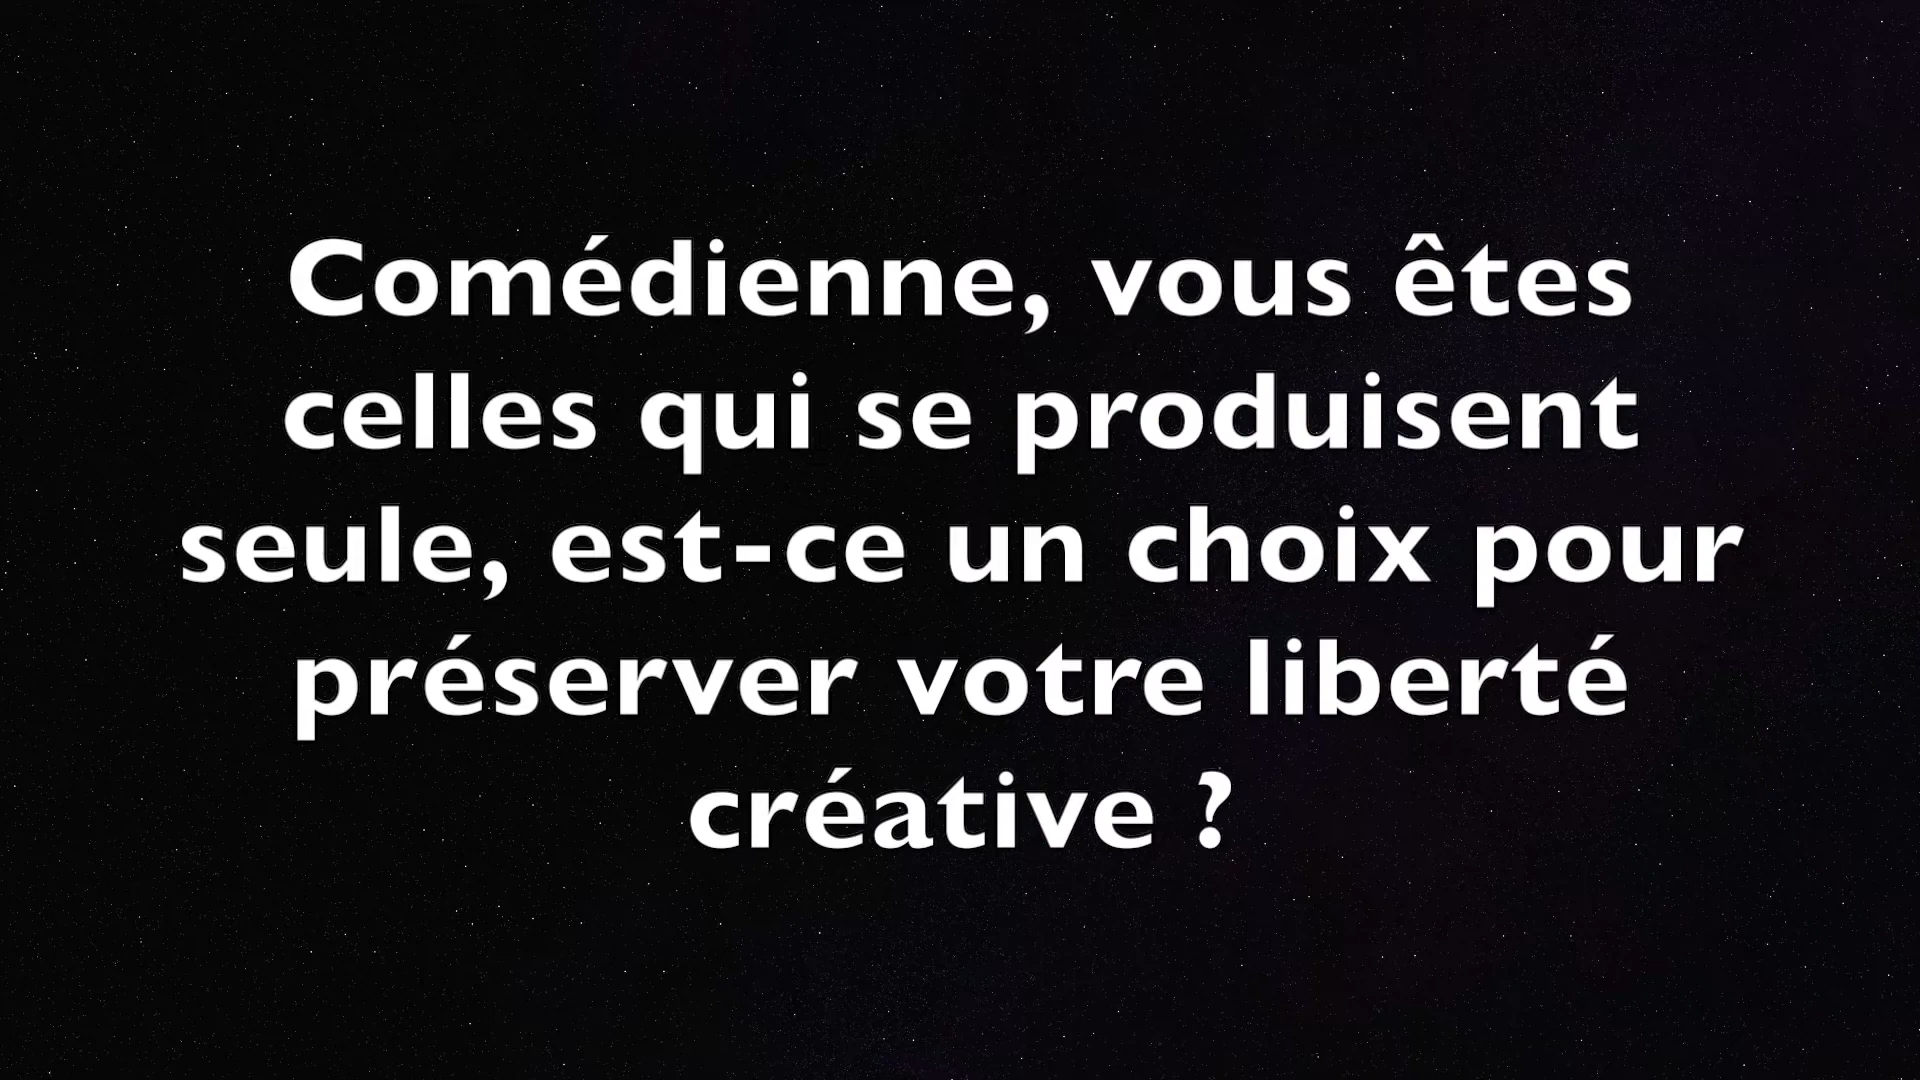 Comédienne, vous êtes
celles qui se produisent
seule, est-ce un choix pour
préserver votre liberté
créative ?